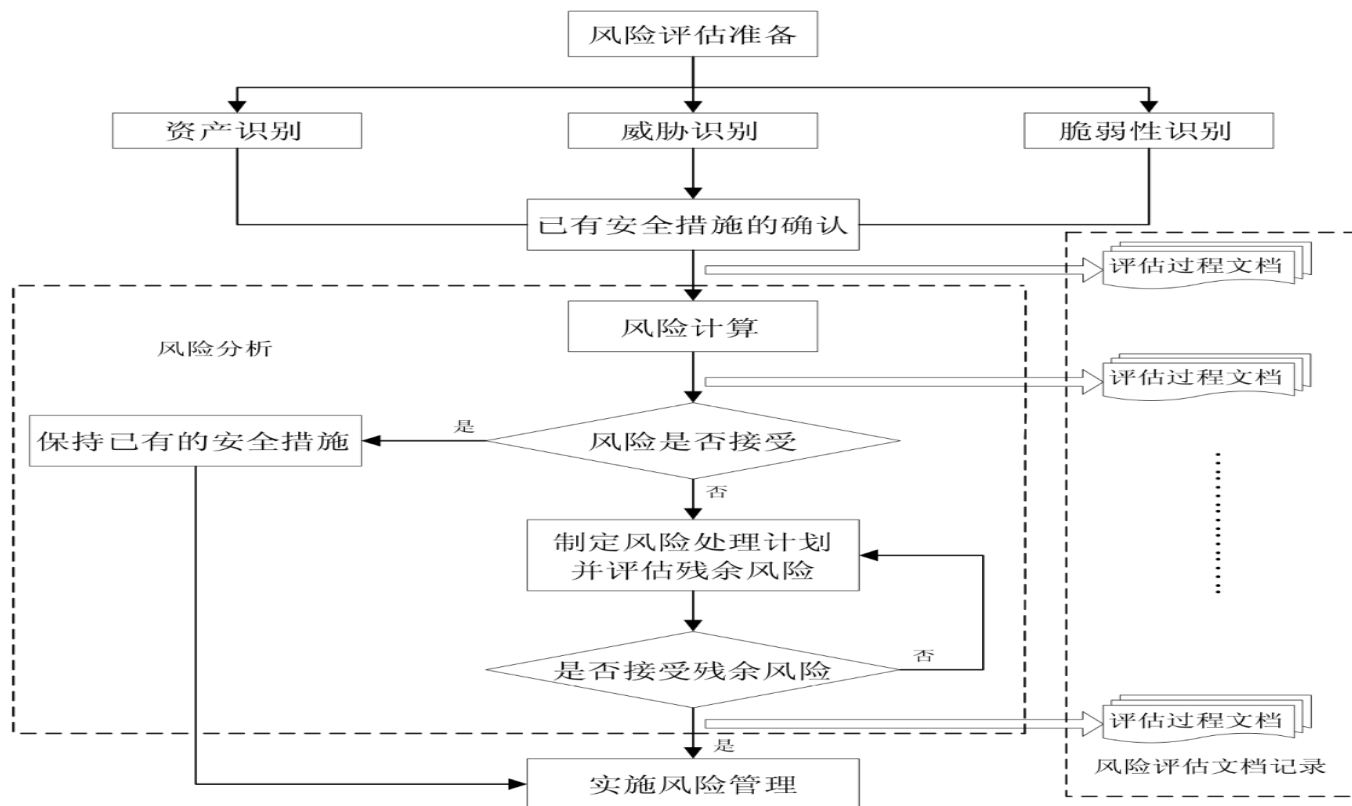 风险评估准备
资产识别
威胁识别
脆弱性识别
已有安全措施的确认
评估过程文档
风险计算
风险分析
评估过程文档
保持已有的安全措施
是
风险是否接受
否
制定风险处理计划
并评估残余风险
是否接受残余风险
否
评估过程文档
是
风险评估文档记录
实施风险管理